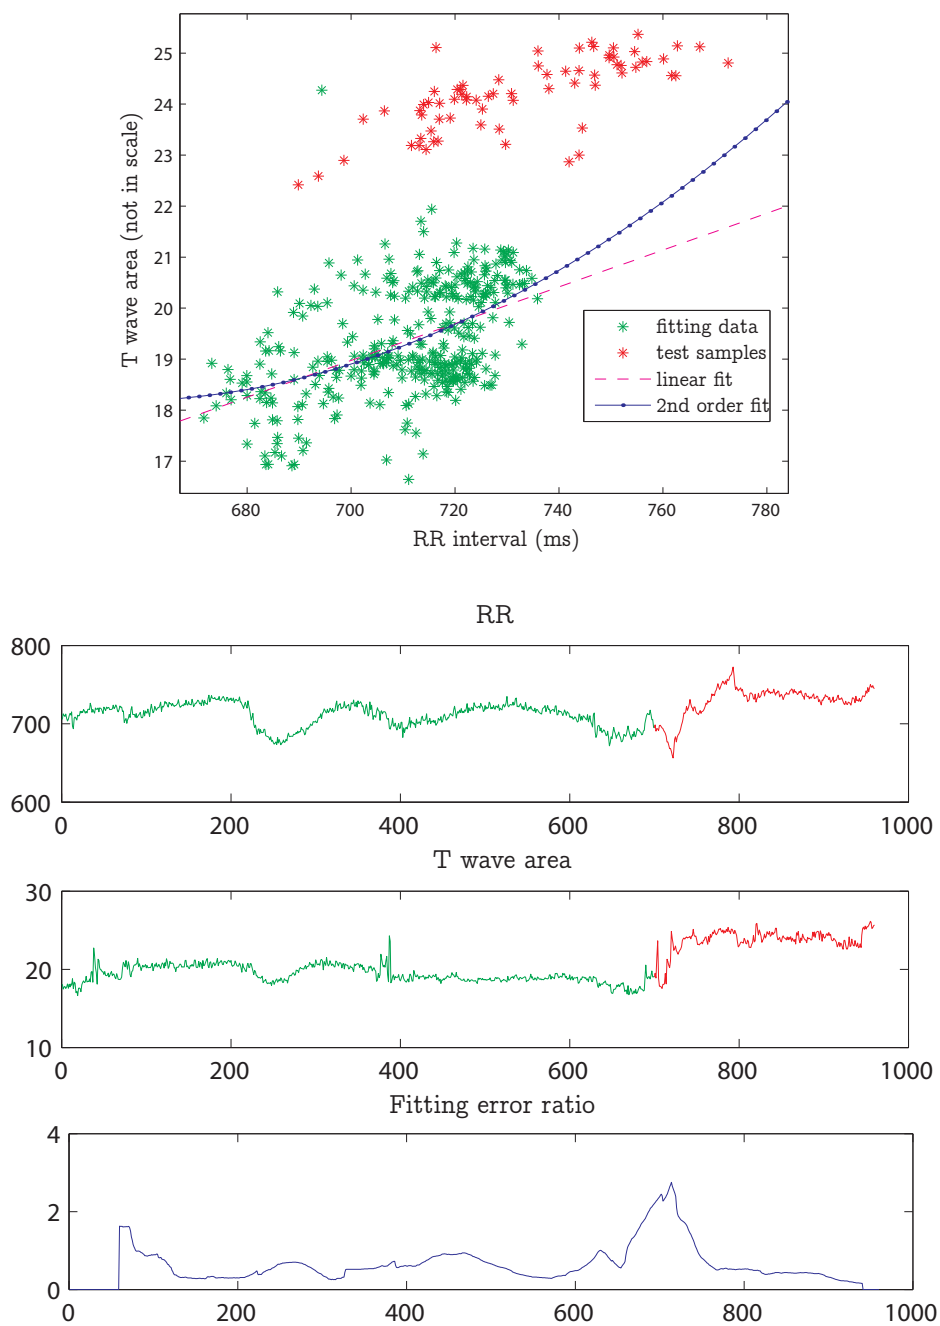 25
24
23
22
21
20
19
18
17
T wave area (not in scale)
fitting data
test samples
linear fit
2nd order fit
680 700 720 740 760 780
RR interval (ms)
RR
800
700
600
0 200 400 600 800 1000
T wave area
30
20
10
0 200 400 600 800 1000
Fitting error ratio
4
2
0
0 200 400 600 800 1000